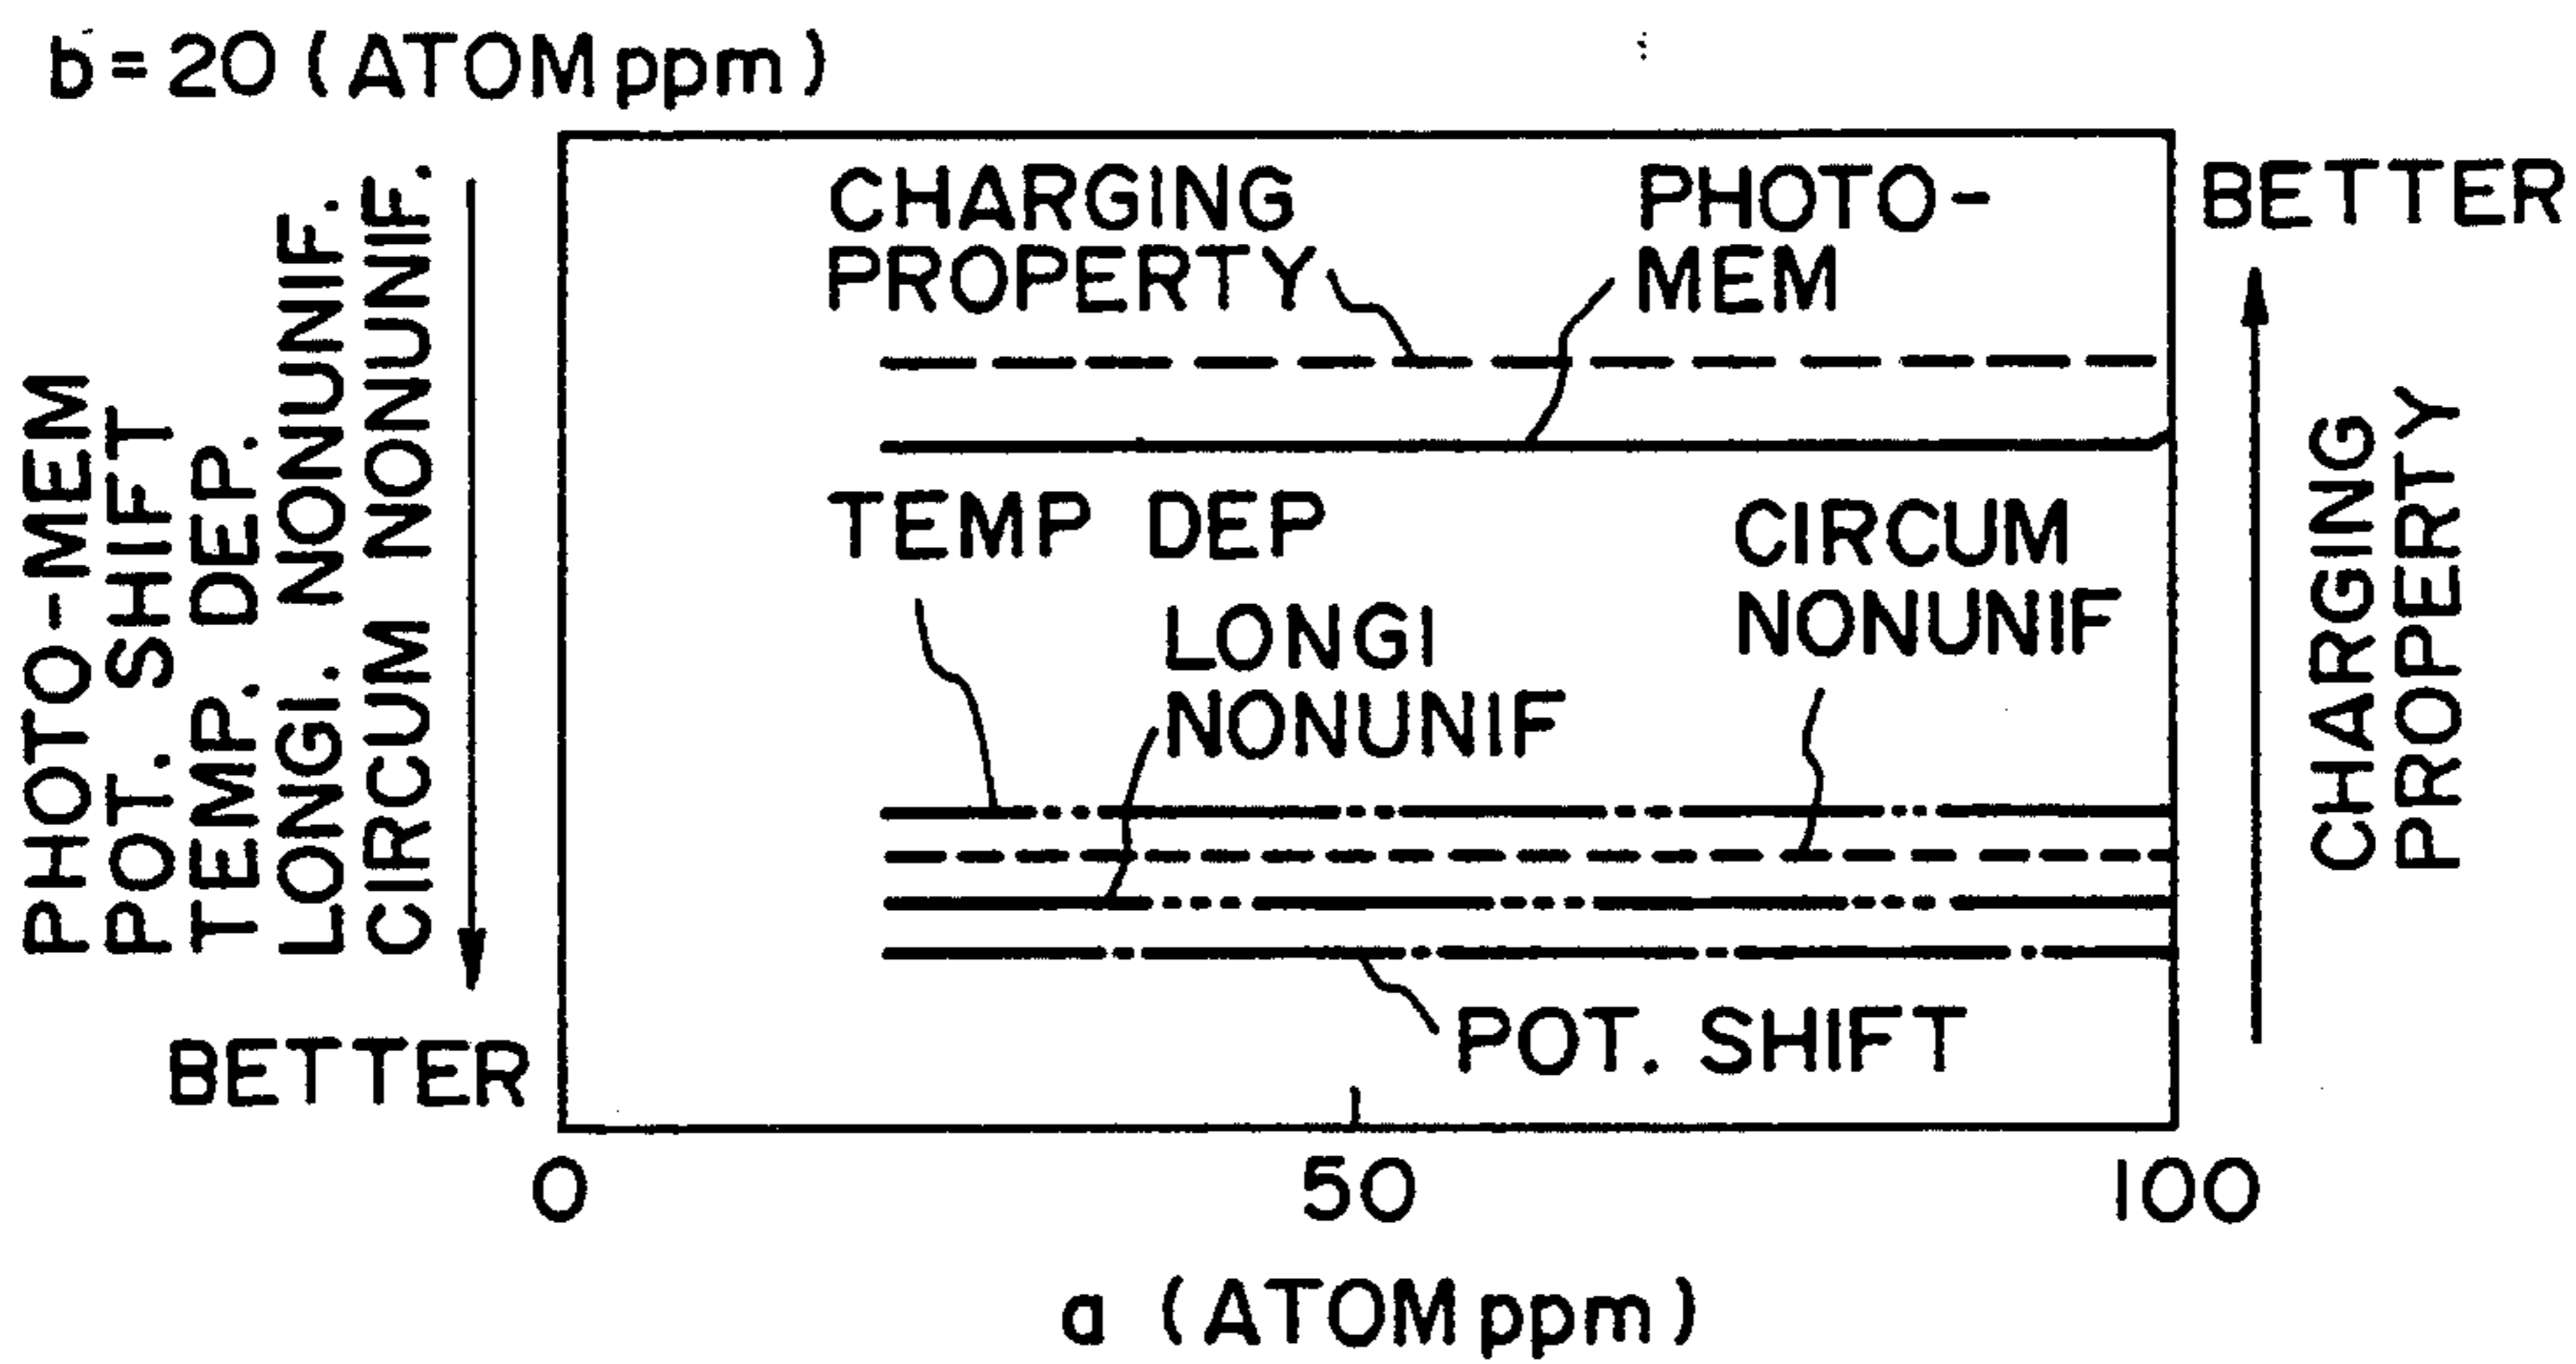 b=20 (ATOM ppm)
PHOTO-MEM
POT. SHIFT
TEMP. DEP.
LONGI. NONUNIF.
CIRCUM NONUNIF.
BETTER
CHARGING
PROPERTY
PHOTO-
MEM
TEMP DEP
LONGI
NONUNIF
CIRCUM
NONUNIF
POT. SHIFT
BETTER
CHARGING
PROPERTY
0
50
100
a (ATOM ppm)